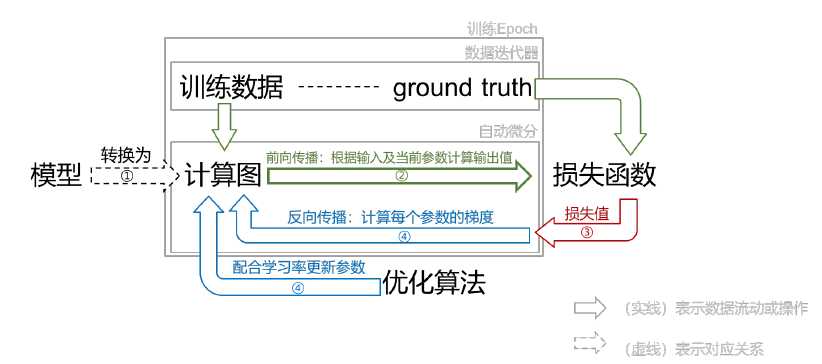 训练Epoch
数据迭代器
训练数据 ground truth
自动微分
转换为
前向传播：根据输入及当前参数计算输出值
模型 ① 计算图 ② 损失函数
反向传播：计算每个参数的梯度
损失值
④
③
配合学习率更新参数
④
优化算法
（实线）表示数据流动或操作
（虚线）表示对应关系